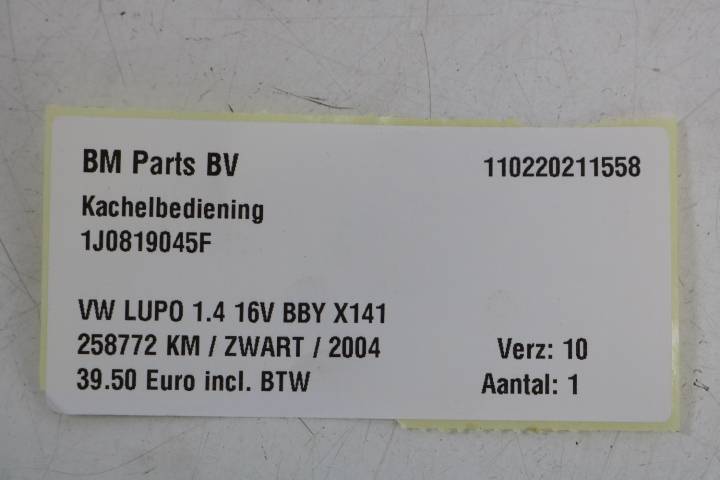 BM Parts BV 110220211558
Kachelbediening
1J0819045F
VW LUPO 1.4 16V BBY X141
258772 KM / ZWART / 2004 Verz: 10
39.50 Euro incl. BTW Aantal: 1